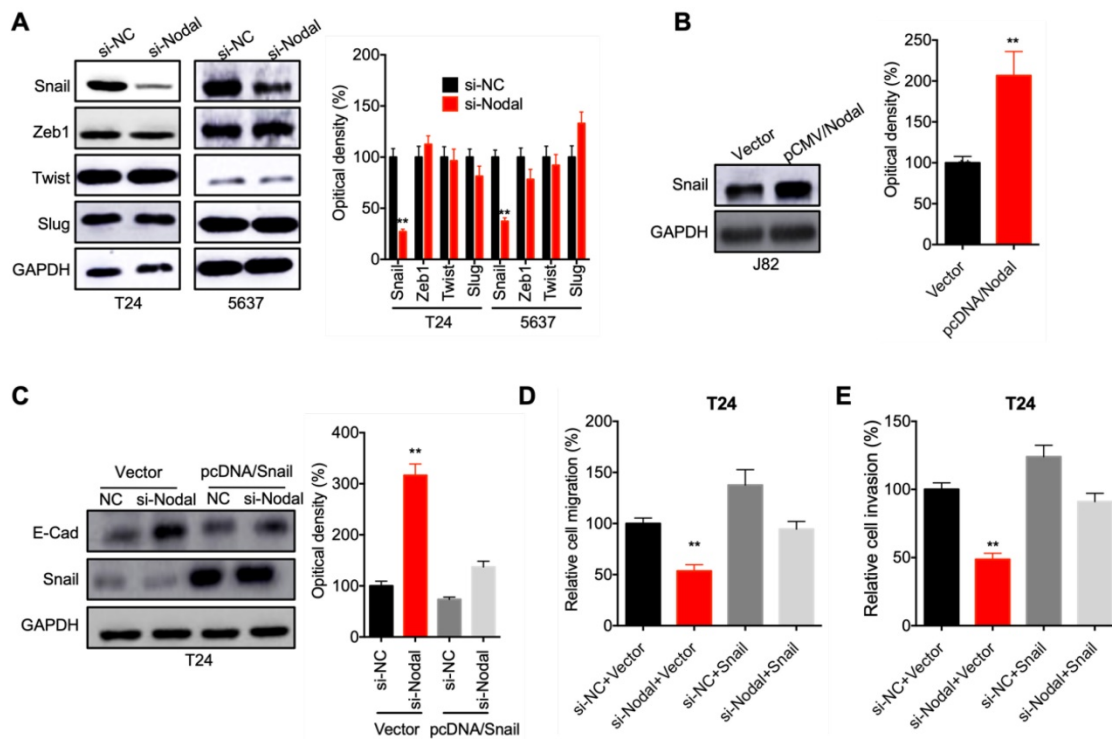 A
si-NC
si-Nodal
si-NC
si-Nodal
Snail
Zeb1
Twist
Slug
GAPDH
T24
5637
Opitical density (%)
200
150
100
50
0
si-NC
si-Nodal
**
**
Snail
Zeb1
Twist
Slug
Snail
Zeb1
Twist
Slug
T24
5637
B
Vector
pCMV/Nodal
Snail
GAPDH
J82
Opitical density (%)
250
200
150
100
50
0
**
Vector
pcDNA/Nodal
C
Vector
pcDNA/Snail
NC
si-Nodal
NC
si-Nodal
E-Cad
Snail
GAPDH
T24
Opitical density (%)
400
300
200
100
0
**
si-NC
si-Nodal
si-NC
si-Nodal
Vector
pcDNA/Snail
D
T24
Relative cell migration (%)
200
150
100
50
0
**
si-NC+Vector
si-Nodal+Vector
si-NC+Snail
si-Nodal+Snail
E
T24
Relative cell invasion (%)
150
100
50
0
**
si-NC+Vector
si-Nodal+Vector
si-NC+Snail
si-Nodal+Snail